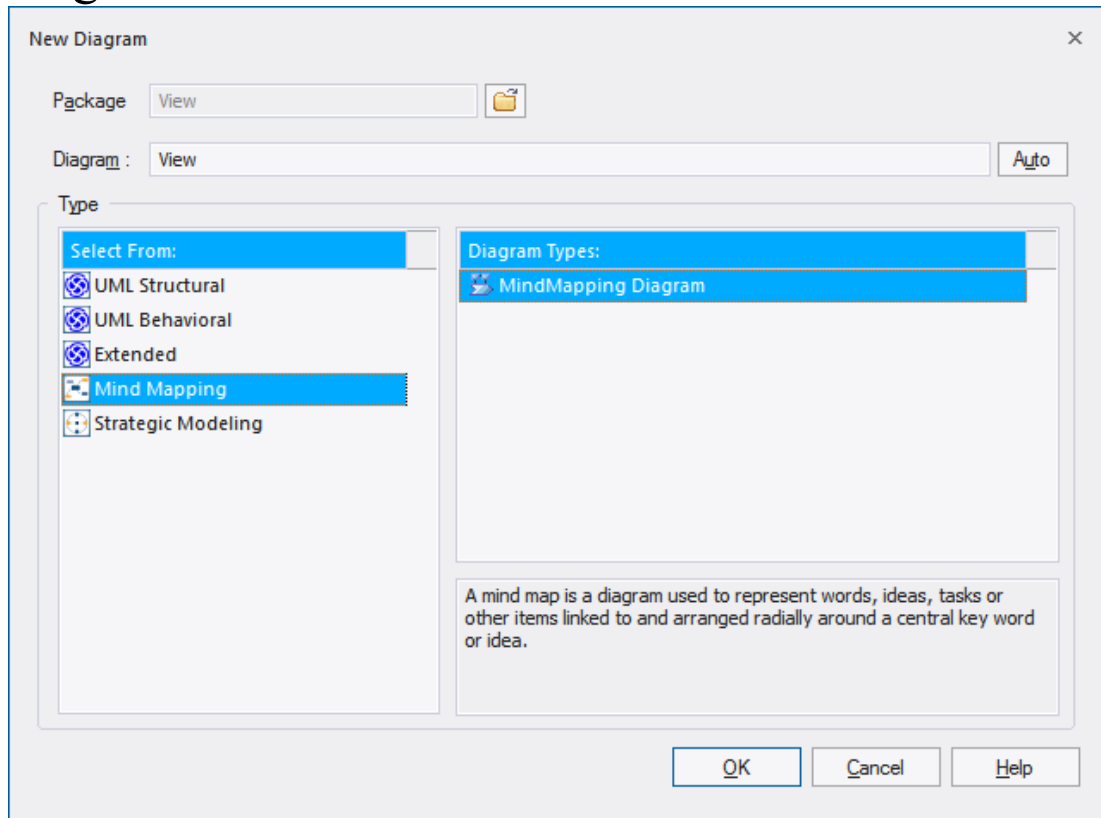 New Diagram
Package View
Diagram : View Auto
Type
Select From:
UML Structural
UML Behavioral
Extended
Mind Mapping
Strategic Modeling
Diagram Types:
MindMapping Diagram
A mind map is a diagram used to represent words, ideas, tasks or
other items linked to and arranged radially around a central key word
or idea.
OK Cancel Help